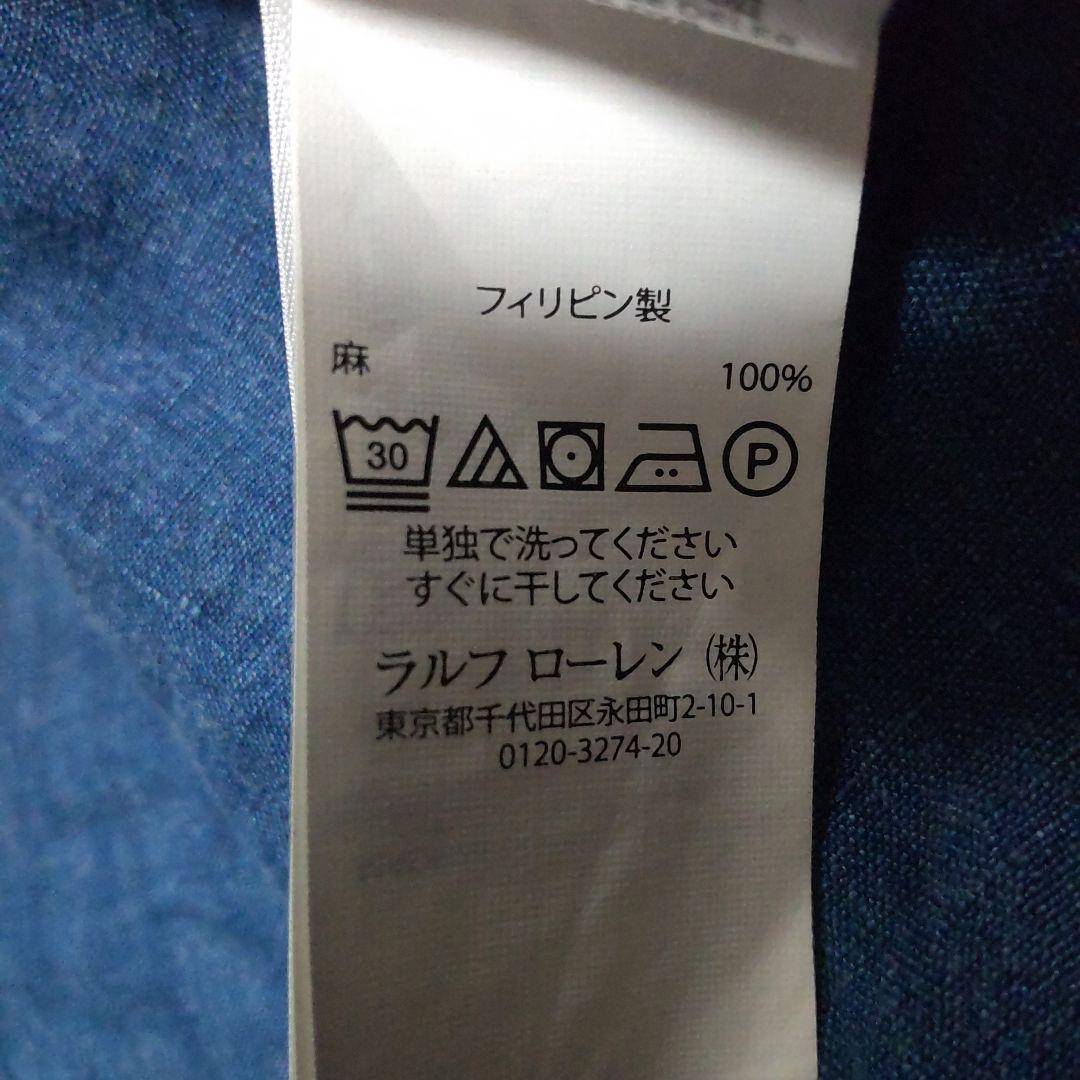 フィリピン製
麻 100%
30
P
単独で洗ってください
すぐに干してください
ラルフ ローレン (株)
東京都千代田区永田町2-10-1
0120-3274-20